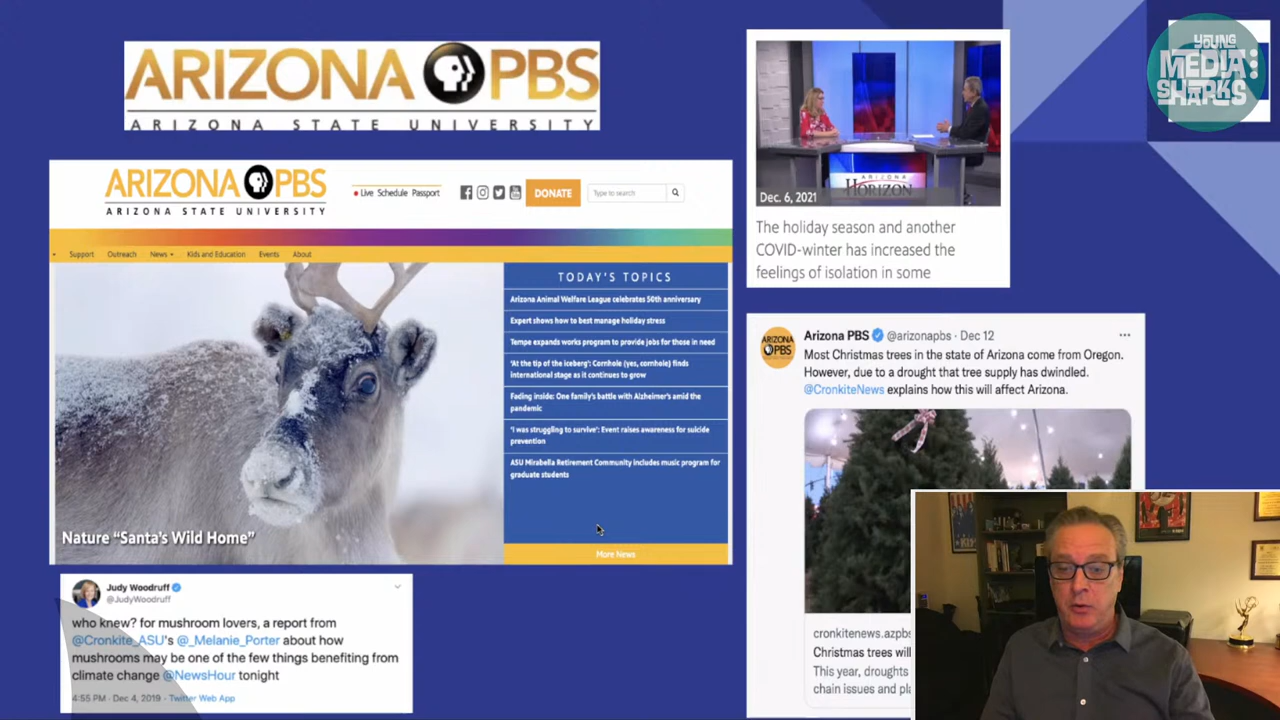 ARIZONA PBS
ARIZONA STATE UNIVERSITY
ARIZONA PBS
ARIZONA STATE UNIVERSITY
Live Schedule Passport
DONATE
Type to search
Support Outreach News Kids and Education Events About
Nature “Santa’s Wild Home”
TODAY'S TOPICS
Arizona Animal Welfare League celebrates 50th anniversary
Expert shows how to best manage holiday stress
Tempe expands works program to provide jobs for those in need
‘At the tip of the iceberg’: Cornhole (yes, cornhole) finds
international stage as it continues to grow
Fading inside: One family’s battle with Alzheimer’s amid the
pandemic
‘I was struggling to survive’: Event raises awareness for suicide
prevention
ASU Mirabella Retirement Community includes music program for
graduate students
More News
Judy Woodruff
@JudyWoodruff
who knew? for mushroom lovers, a report from
@Cronkite_ASU's @_Melanie_Porter about how
mushrooms may be one of the few things benefiting from
climate change @NewsHour tonight
4:55 PM · Dec 4, 2019 · Twitter Web App
ARIZONA
HORIZON
Dec. 6, 2021
The holiday season and another
COVID-winter has increased the
feelings of isolation in some
YOUNG
MEDIA
SHARKS
ARIZONA
PBS
Arizona PBS @arizonapbs · Dec 12
Most Christmas trees in the state of Arizona come from Oregon.
However, due to a drought that tree supply has dwindled.
@CronkiteNews explains how this will affect Arizona.
cronkitenews.azpbs
Christmas trees will
This year, droughts
chain issues and pl